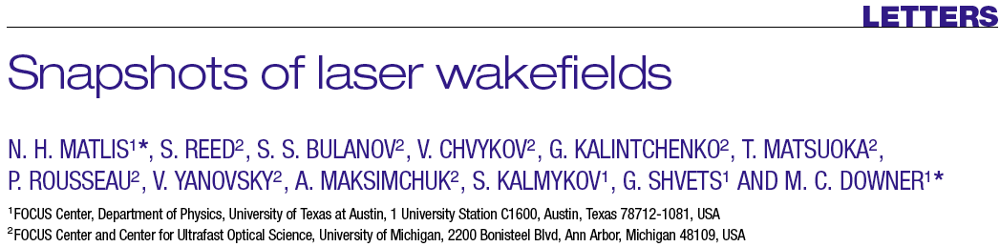 LETTERS
Snapshots of laser wakefields
N. H. MATLIS¹*, S. REED², S. S. BULANOV², V. CHVYKOV², G. KALINTCHENKO², T. MATSUOKA²,
P. ROUSSEAU², V. YANOVSKY², A. MAKSIMCHUK², S. KALMYKOV¹, G. SHVETS¹ AND M. C. DOWNER¹*
¹FOCUS Center, Department of Physics, University of Texas at Austin, 1 University Station C1600, Austin, Texas 78712-1081, USA
²FOCUS Center and Center for Ultrafast Optical Science, University of Michigan, 2200 Bonisteel Blvd, Ann Arbor, Michigan 48109, USA